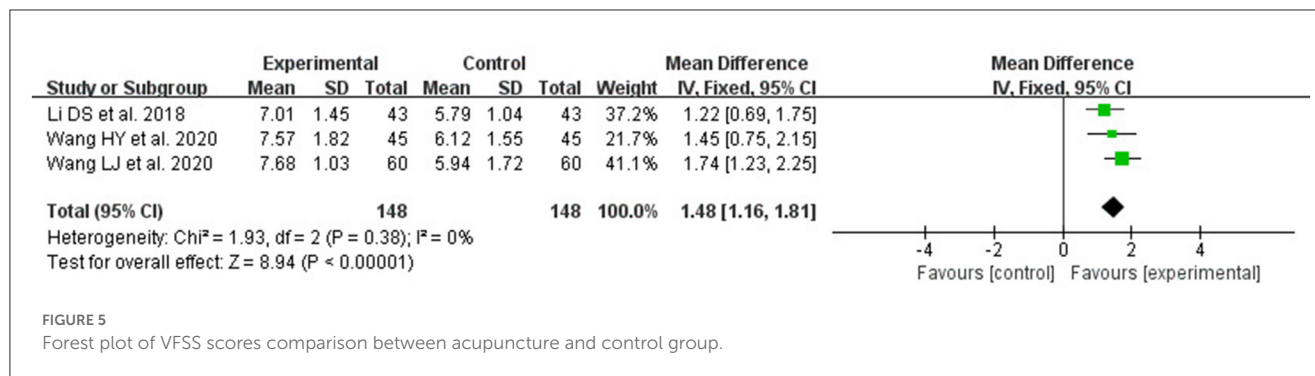 Experimental Control Mean Difference Mean Difference
Study or Subgroup Mean SD Total Mean SD Total Weight IV, Fixed, 95% CI IV, Fixed, 95% CI
Li DS et al. 2018 7.01 1.45 43 5.79 1.04 43 37.2% 1.22 [0.69, 1.75]
Wang HY et al. 2020 7.57 1.82 45 6.12 1.55 45 21.7% 1.45 [0.75, 2.15]
Wang LJ et al. 2020 7.68 1.03 60 5.94 1.72 60 41.1% 1.74 [1.23, 2.25]
Total (95% CI) 148 148 100.0% 1.48 [1.16, 1.81]
Heterogeneity: Chi² = 1.93, df = 2 (P = 0.38); I² = 0%
Test for overall effect: Z = 8.94 (P < 0.00001)
-4 -2 0 2 4
Favours [control] Favours [experimental]
FIGURE 5
Forest plot of VFSS scores comparison between acupuncture and control group.